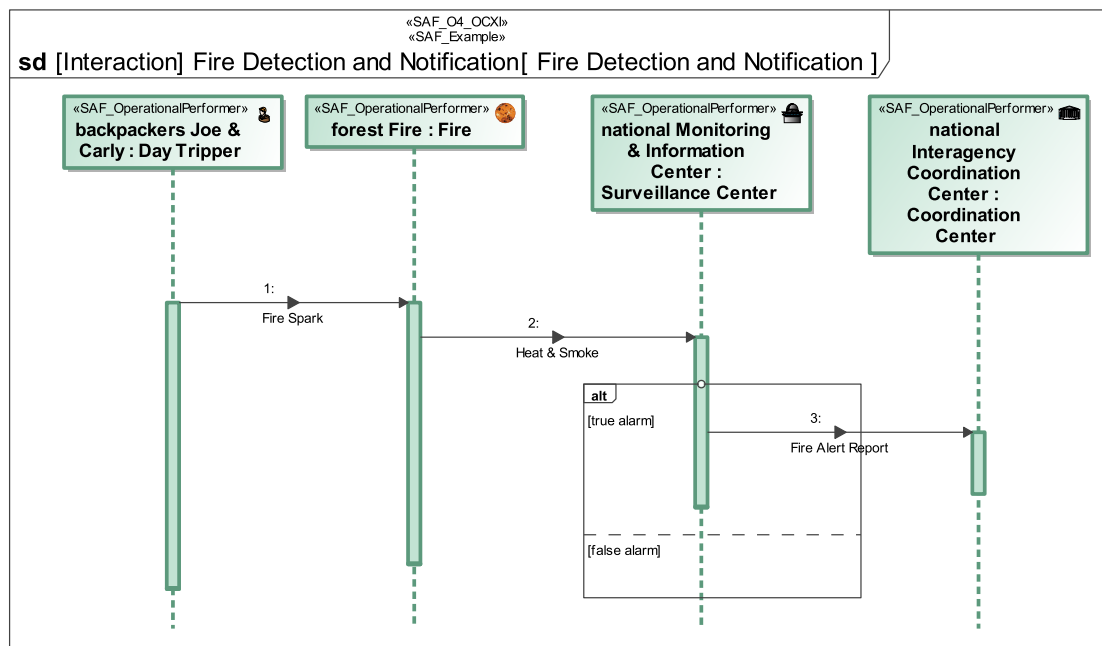 «SAF_O4_OCXI»
«SAF_Example»
sd [Interaction] Fire Detection and Notification[ Fire Detection and Notification ]
«SAF_OperationalPerformer»
backpackers Joe &
Carly : Day Tripper
«SAF_OperationalPerformer»
forest Fire : Fire
«SAF_OperationalPerformer»
national Monitoring
& Information
Center :
Surveillance Center
«SAF_OperationalPerformer»
national
Interagency
Coordination
Center :
Coordination
Center
1:
Fire Spark
2:
Heat & Smoke
alt
[true alarm]
3:
Fire Alert Report
[false alarm]